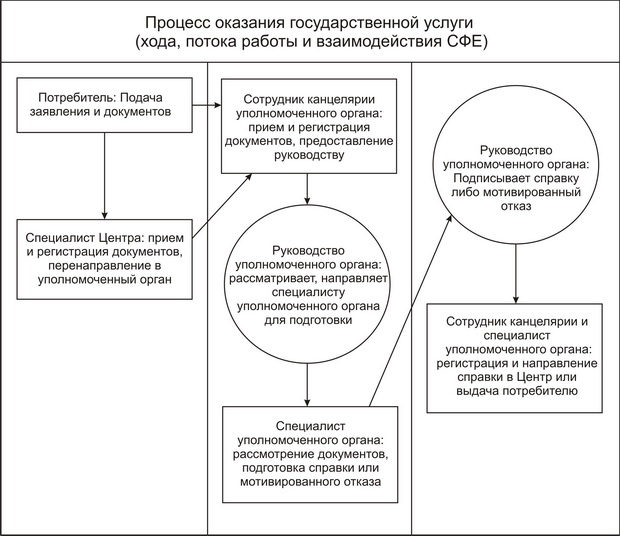 Процесс оказания государственной услуги
(хода, потока работы и взаимодействия СФЕ)
Потребитель: Подача
заявления и документов
Специалист Центра: прием
и регистрация документов,
перенаправление в
уполномоченный орган
Сотрудник канцелярии
уполномоченного органа:
прием и регистрация
документов, предоставление
руководству
Руководство
уполномоченного органа:
рассматривает, направляет
специалисту
уполномоченного органа
для подготовки
Специалист
уполномоченного органа:
рассмотрение документов,
подготовка справки или
мотивированного отказа
Руководство
уполномоченного органа:
Подписывает справку
либо мотивированный
отказ
Сотрудник канцелярии и
специалист
уполномоченного органа:
регистрация и направление
справки в Центр или
выдача потребителю